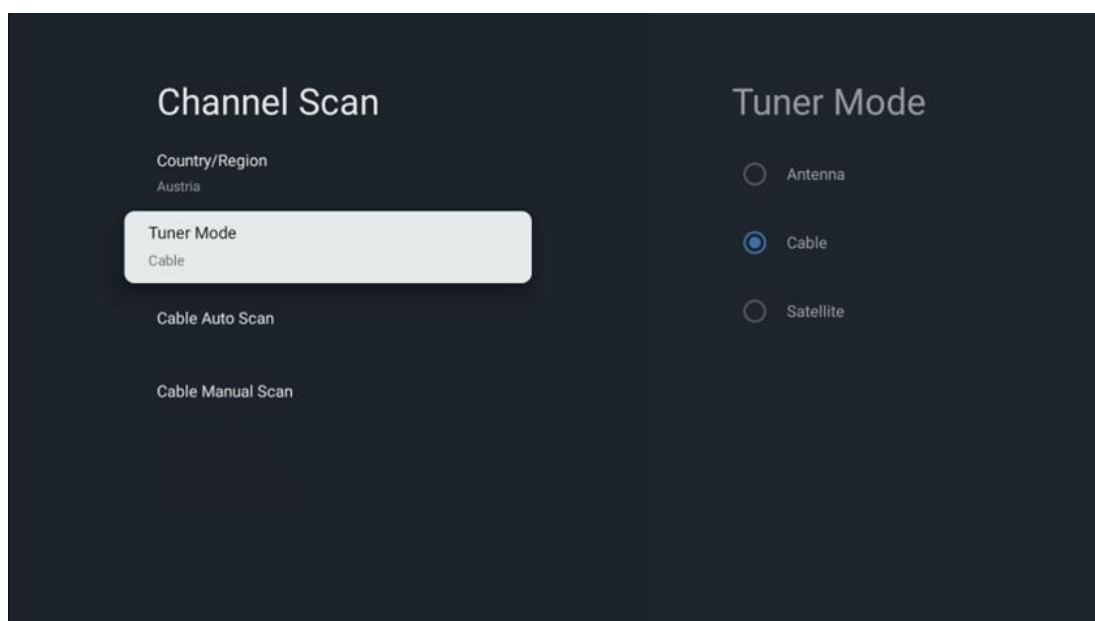 Channel Scan
Country/Region
Austria
Tuner Mode
Cable
Cable Auto Scan
Cable Manual Scan
Tuner Mode
Antenna
Cable
Satellite